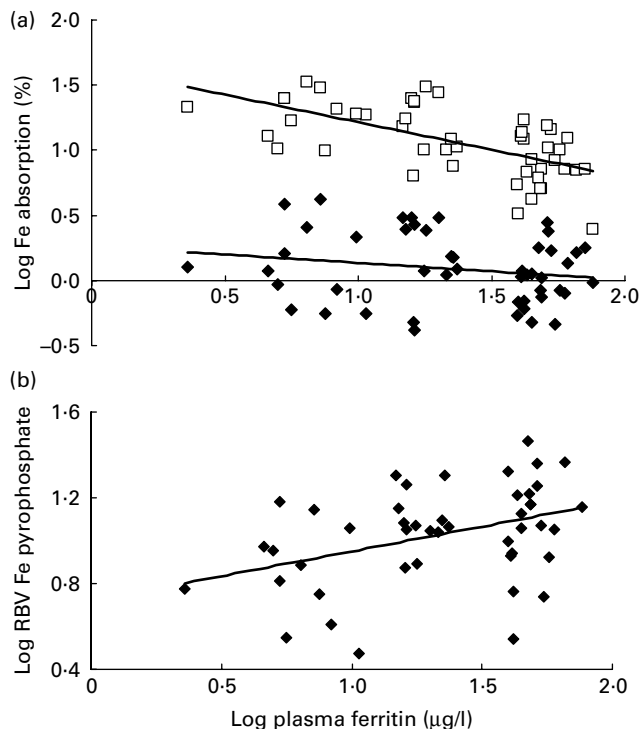 (a)
2·0
1·5
1·0
0·5
0·0
–0·5
Log Fe absorption (%)
0 0·5 1·0 1·5 2·0
(b)
1·6
1·2
0·8
0·4
Log RBV Fe pyrophosphate
0 0·5 1·0 1·5 2·0
Log plasma ferritin (μg/l)